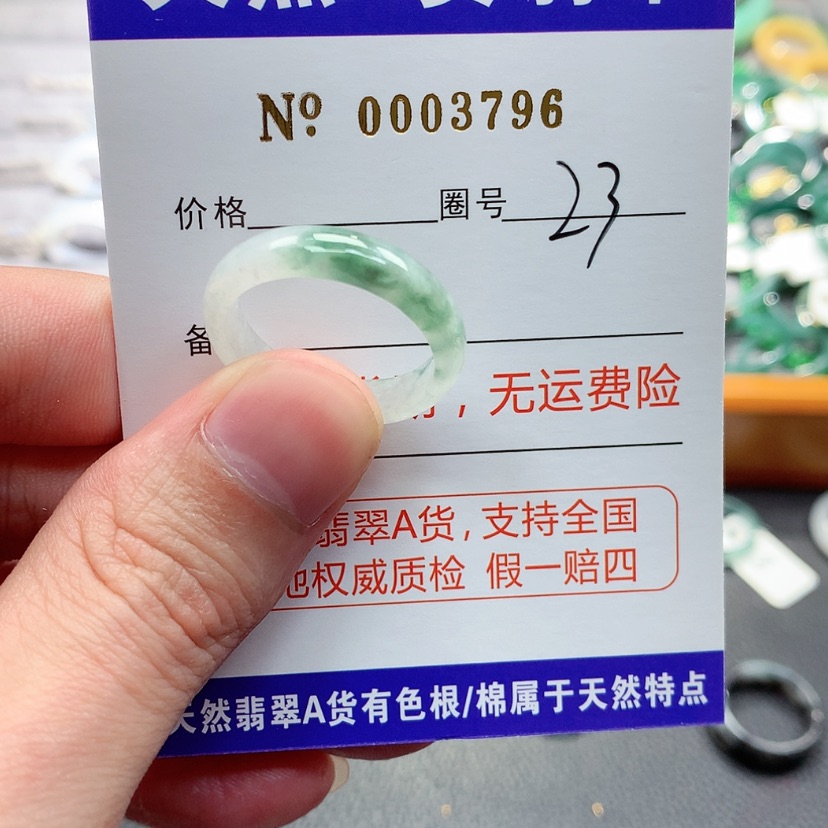 Nº 0003796
价格 圈号 23
备
，无运费险
翡翠A货，支持全国
权威质检 假一赔四
天然翡翠A货有色根/棉属于天然特点